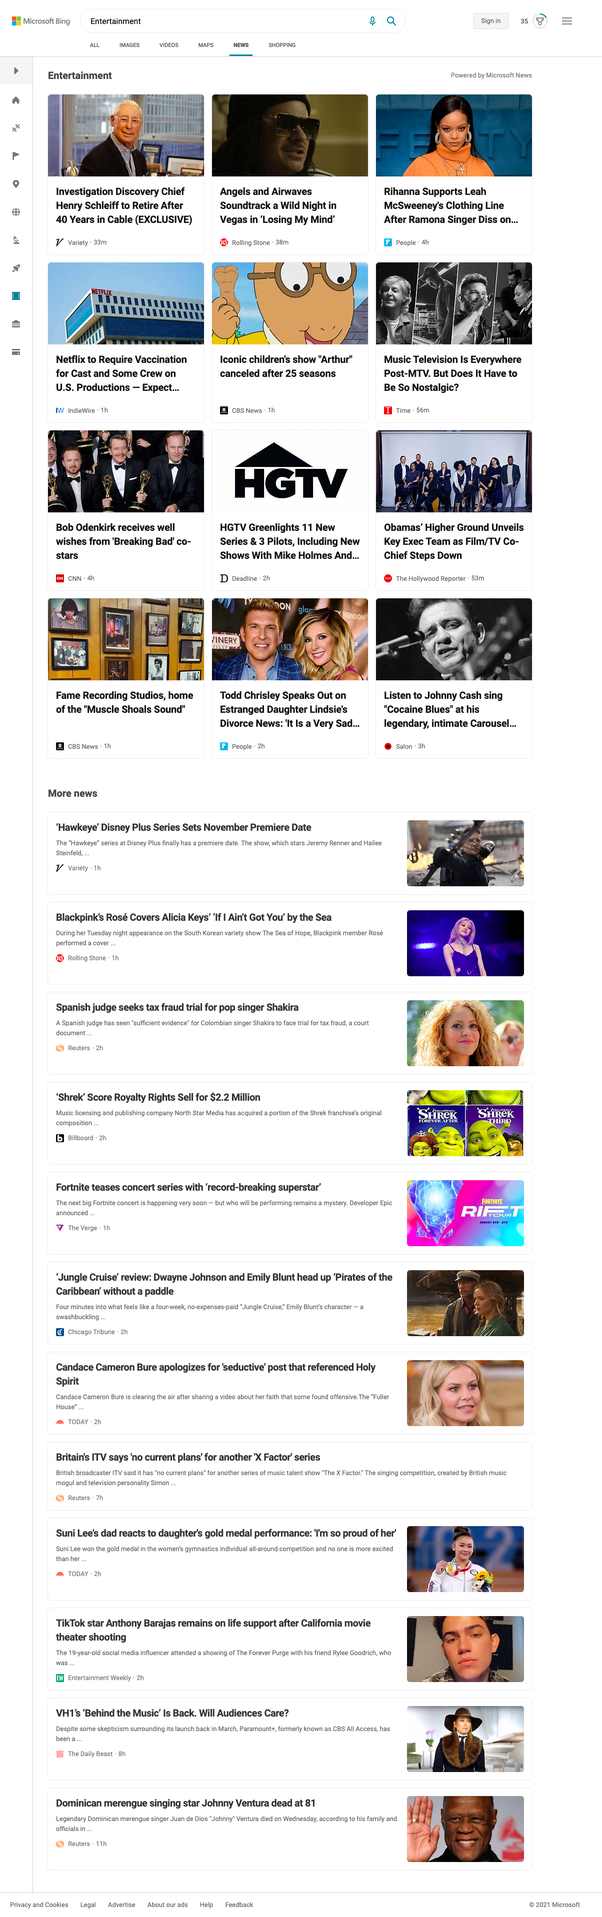 Microsoft Bing
Entertainment
Sign in
35
ALL
IMAGES
VIDEOS
MAPS
NEWS
SHOPPING
Entertainment
Powered by Microsoft News
Investigation Discovery Chief
Henry Schleiff to Retire After
40 Years in Cable (EXCLUSIVE)
Variety · 33m
Angels and Airwaves
Soundtrack a Wild Night in
Vegas in ‘Losing My Mind’
Rolling Stone · 38m
Rihanna Supports Leah
McSweeney's Clothing Line
After Ramona Singer Diss on...
People · 4h
NETFLIX
Netflix to Require Vaccination
for Cast and Some Crew on
U.S. Productions — Expect...
IndieWire · 1h
Iconic children's show "Arthur"
canceled after 25 seasons
CBS News · 1h
Music Television Is Everywhere
Post-MTV. But Does It Have to
Be So Nostalgic?
Time · 56m
Bob Odenkirk receives well
wishes from 'Breaking Bad' co-
stars
CNN · 4h
HGTV
HGTV Greenlights 11 New
Series & 3 Pilots, Including New
Shows With Mike Holmes And...
Deadline · 2h
Obamas’ Higher Ground Unveils
Key Exec Team as Film/TV Co-
Chief Steps Down
The Hollywood Reporter · 53m
Fame Recording Studios, home
of the "Muscle Shoals Sound"
CBS News · 1h
Todd Chrisley Speaks Out on
Estranged Daughter Lindsie's
Divorce News: 'It Is a Very Sad...
People · 2h
Listen to Johnny Cash sing
"Cocaine Blues" at his
legendary, intimate Carousel...
Salon · 3h
More news
‘Hawkeye’ Disney Plus Series Sets November Premiere Date
The "Hawkeye" series at Disney Plus finally has a premiere date. The show, which stars Jeremy Renner and Hailee
Steinfeld, ...
Variety · 1h
Blackpink’s Rosé Covers Alicia Keys’ ‘If I Ain’t Got You’ by the Sea
During her Tuesday night appearance on the South Korean variety show The Sea of Hope, Blackpink member Rosé
performed a cover ...
Rolling Stone · 1h
Spanish judge seeks tax fraud trial for pop singer Shakira
A Spanish judge has seen "sufficient evidence" for Colombian singer Shakira to face trial for tax fraud, a court
document ...
Reuters · 2h
‘Shrek’ Score Royalty Rights Sell for $2.2 Million
Music licensing and publishing company North Star Media has acquired a portion of the Shrek franchise's original
composition ...
Billboard · 2h
SHREK
FOREVER AFTER
SHREK
THE THIRD
Fortnite teases concert series with ‘record-breaking superstar’
The next big Fortnite concert is happening very soon — but who will be performing remains a mystery. Developer Epic
announced ...
The Verge · 1h
FORTNITE
RIFT
TOUR
‘Jungle Cruise’ review: Dwayne Johnson and Emily Blunt head up ‘Pirates of the
Caribbean’ without a paddle
Four minutes into what feels like a four-week, no-expenses-paid “Jungle Cruise,” Emily Blunt's character — a
swashbuckling ...
Chicago Tribune · 2h
Candace Cameron Bure apologizes for 'seductive' post that referenced Holy
Spirit
Candace Cameron Bure is clearing the air after sharing a video about her faith that some found offensive.The "Fuller
House" ...
TODAY · 2h
Britain's ITV says 'no current plans' for another 'X Factor' series
British broadcaster ITV said it has "no current plans" for another series of music talent show "The X Factor." The singing competition, created by British music
mogul and television personality Simon ...
Reuters · 7h
Suni Lee's dad reacts to daughter's gold medal performance: 'I'm so proud of her'
Suni Lee won the gold medal in the women's gymnastics individual all-around competition and no one is more excited
than her ...
TODAY · 2h
TikTok star Anthony Barajas remains on life support after California movie
theater shooting
The 19-year-old social media influencer attended a showing of The Forever Purge with his friend Rylee Goodrich, who
was ...
Entertainment Weekly · 2h
VH1’s ‘Behind the Music’ Is Back. Will Audiences Care?
Despite some skepticism surrounding its launch back in March, Paramount+, formerly known as CBS All Access, has
been a ...
The Daily Beast · 8h
Dominican merengue singing star Johnny Ventura dead at 81
Legendary Dominican merengue singer Juan de Dios "Johnny" Ventura died on Wednesday, according to his family and
officials in ...
Reuters · 11h
Privacy and Cookies
Legal
Advertise
About our ads
Help
Feedback
© 2021 Microsoft